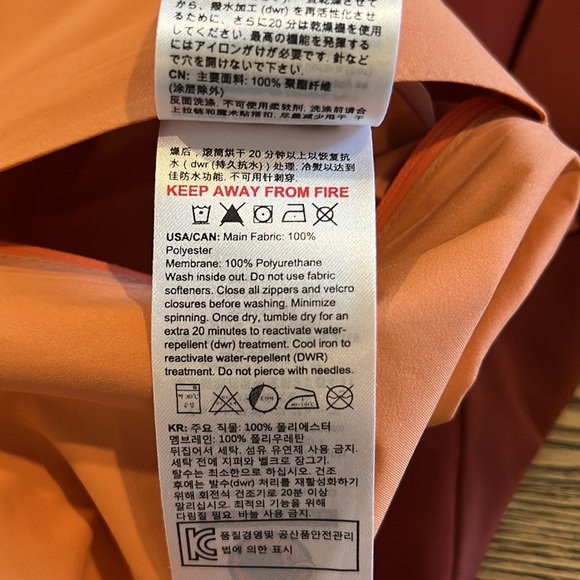 から、撥水加工 (dwr) を再活性化させ
るために、さらに20 分は乾燥機を使用
してください。最高の機能を発揮する
にはアイロンがけが必要です. 針など
で穴を開けないで下さい.
CN: 主要面料: 100% 聚酯纤维
(涂层除外)
反面洗涤. 不可使用柔软剂. 洗涤前请合
上拉链和魔术贴搭扣.
燥后, 滚筒烘干 20 分钟以上以恢复抗
水 ( dwr (持久抗水) ) 处理. 冷熨以达到
佳防水功能. 不可用针刺穿.
KEEP AWAY FROM FIRE
USA/CAN: Main Fabric: 100%
Polyester
Membrane: 100% Polyurethane
Wash inside out. Do not use fabric
softeners. Close all zippers and velcro
closures before washing. Minimize
spinning. Once dry, tumble dry for an
extra 20 minutes to reactivate water-
repellent (dwr) treatment. Cool iron to
reactivate water-repellent (DWR)
treatment. Do not pierce with needles.
KR: 주요 직물: 100% 폴리에스터
멤브레인: 100% 폴리우레탄
뒤집어서 세탁. 섬유 유연제 사용 금지.
세탁 전에 지퍼와 벨크로 잠그기.
탈수는 최소한으로 하십시오. 건조
후에는 발수(dwr) 처리를 재활성화하기
위해 회전식 건조기로 20분 이상
말리십시오. 최적의 기능을 위해
다림질 필요. 바늘 사용 금지.
품질경영및 공산품안전관리
법에 의한 표시